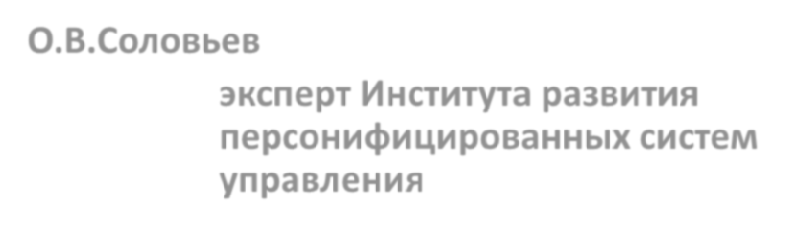 О.В.Соловьев
эксперт Института развития
персонифицированных систем
управления